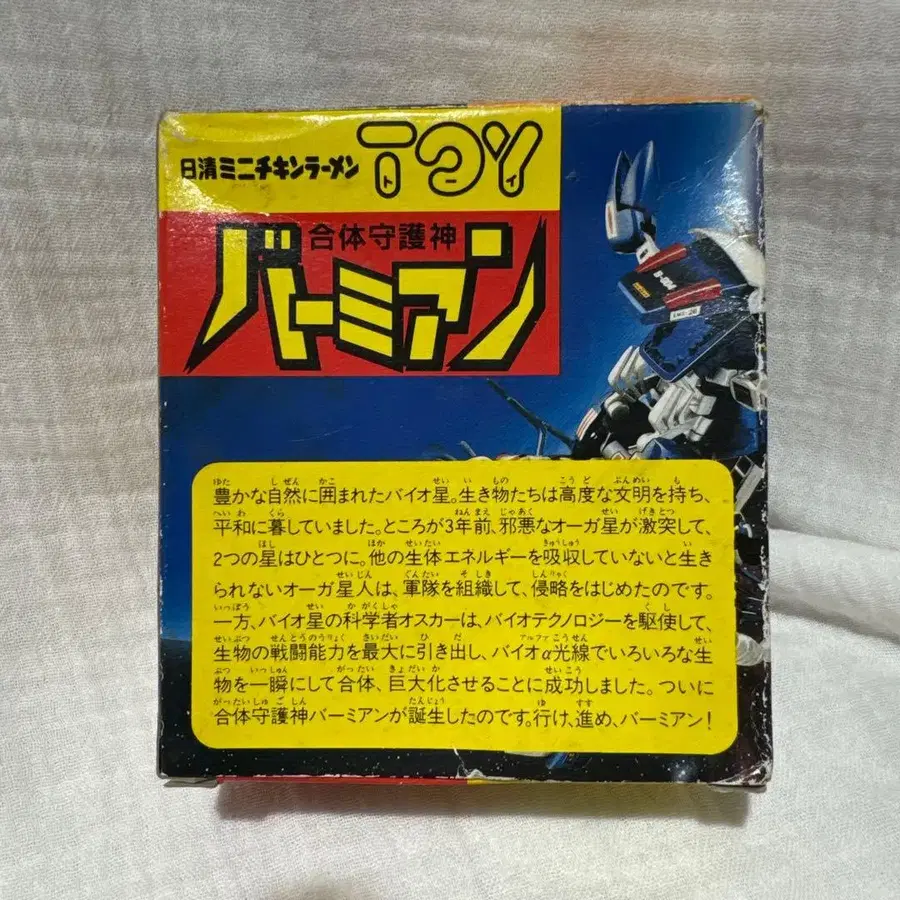 日清ミニチキンラーメン TOY
トーイ
合体守護神
バーミアン
豊かな自然に囲まれたバイオ星。生き物たちは高度な文明を持ち、
平和に暮していました。ところが3年前、邪悪なオーガ星が激突して、
2つの星はひとつに。他の生体エネルギーを吸収していないと生き
られないオーガ星人は、軍隊を組織して、侵略をはじめたのです。
一方、バイオ星の科学者オスカーは、バイオテクノロジーを駆使して、
生物の戦闘能力を最大に引き出し、バイオα光線でいろいろな生
物を一瞬にして合体、巨大化させることに成功しました。ついに
合体守護神バーミアンが誕生したのです。行け、進め、バーミアン!